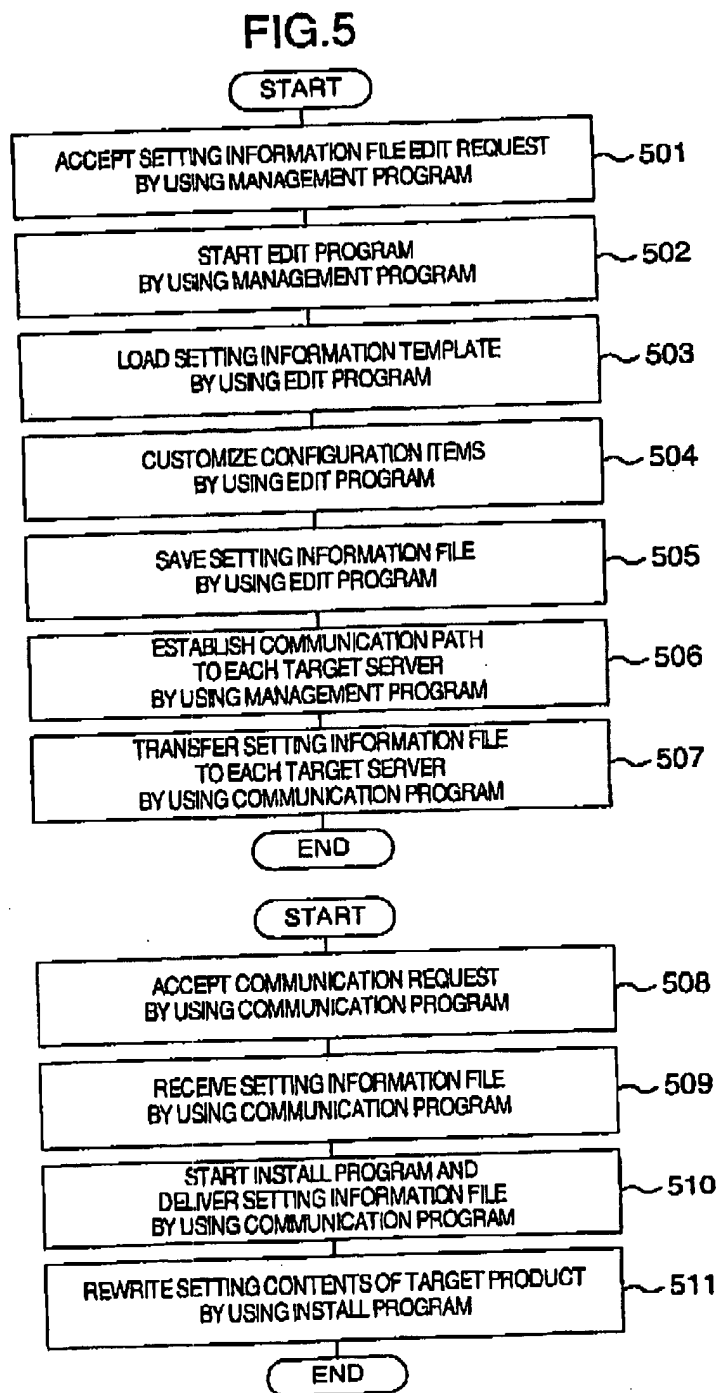 FIG.5
START
ACCEPT SETTING INFORMATION FILE EDIT REQUEST
BY USING MANAGEMENT PROGRAM
501
START EDIT PROGRAM
BY USING MANAGEMENT PROGRAM
502
LOAD SETTING INFORMATION TEMPLATE
BY USING EDIT PROGRAM
503
CUSTOMIZE CONFIGURATION ITEMS
BY USING EDIT PROGRAM
504
SAVE SETTING INFORMATION FILE
BY USING EDIT PROGRAM
505
ESTABLISH COMMUNICATION PATH
TO EACH TARGET SERVER
BY USING MANAGEMENT PROGRAM
506
TRANSFER SETTING INFORMATION FILE
TO EACH TARGET SERVER
BY USING COMMUNICATION PROGRAM
507
END
START
ACCEPT COMMUNICATION REQUEST
BY USING COMMUNICATION PROGRAM
508
RECEIVE SETTING INFORMATION FILE
BY USING COMMUNICATION PROGRAM
509
START INSTALL PROGRAM AND
DELIVER SETTING INFORMATION FILE
BY USING COMMUNICATION PROGRAM
510
REWRITE SETTING CONTENTS OF TARGET PRODUCT
BY USING INSTALL PROGRAM
511
END